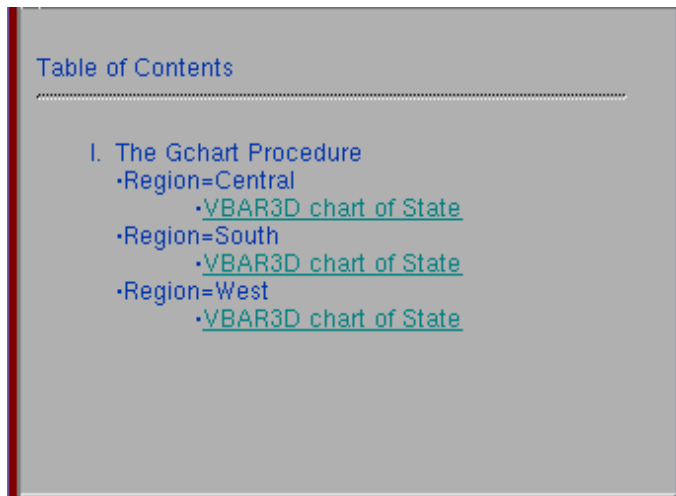 Table of Contents
I. The Gchart Procedure
·Region=Central
·VBAR3D chart of State
·Region=South
·VBAR3D chart of State
·Region=West
·VBAR3D chart of State